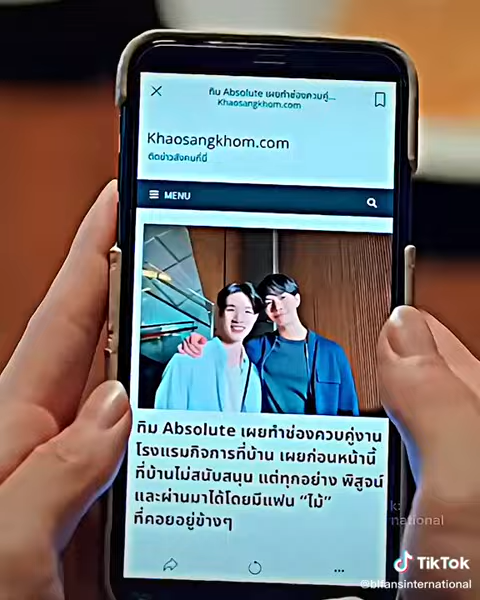 ทิม Absolute เผยทำช่องควบคู่...
Khaosangkhom.com
Khaosangkhom.com
ติดข่าวสังคมที่นี่
MENU
ทิม Absolute เผยทำช่องควบคู่งาน
โรงแรมกิจการที่บ้าน เผยก่อนหน้านี้
ที่บ้านไม่สนับสนุน แต่ทุกอย่าง พิสูจน์
และผ่านมาได้โดยมีแฟน “ไม้”
ที่คอยอยู่ข้างๆ
national
TikTok
@blfansinternational